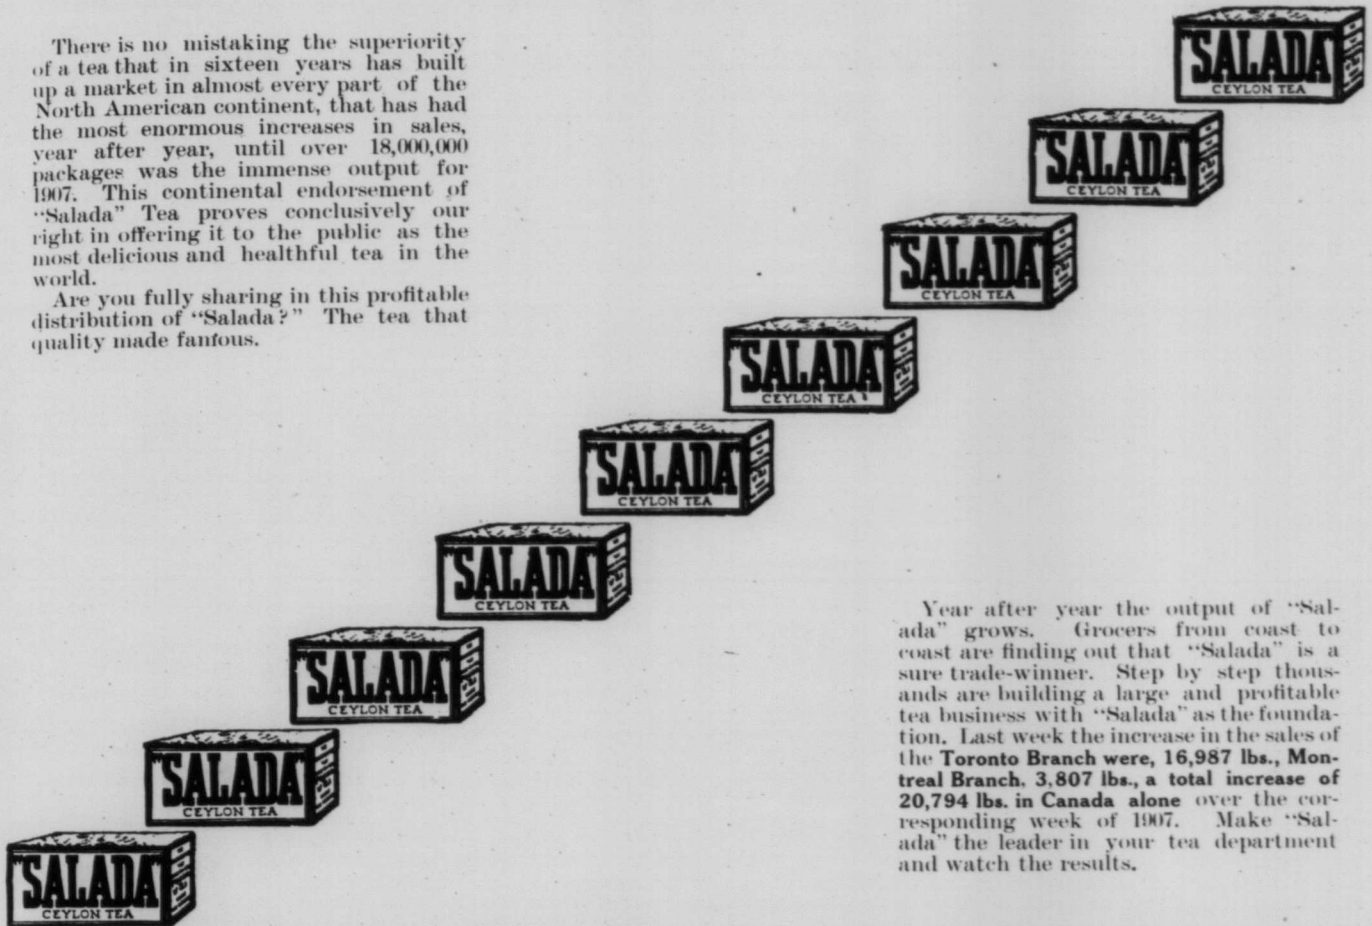 There is no mistaking the superiority
of a tea that in sixteen years has built
up a market in almost every part of the
North American continent, that has had
the most enormous increases in sales,
year after year, until over 18,000,000
packages was the immense output for
1907. This continental endorsement of
“Salada” Tea proves conclusively our
right in offering it to the public as the
most delicious and healthful tea in the
world.
Are you fully sharing in this profitable
distribution of “Salada?” The tea that
quality made famous.
"SALADA"
CEYLON TEA
"SALADA"
CEYLON TEA
"SALADA"
CEYLON TEA
"SALADA"
CEYLON TEA
"SALADA"
CEYLON TEA
"SALADA"
CEYLON TEA
"SALADA"
CEYLON TEA
"SALADA"
CEYLON TEA
"SALADA"
CEYLON TEA
Year after year the output of “Sal-
ada” grows. Grocers from coast to
coast are finding out that “Salada” is a
sure trade-winner. Step by step thous-
ands are building a large and profitable
tea business with “Salada” as the founda-
tion. Last week the increase in the sales of
the Toronto Branch were, 16,987 lbs., Mon-
treal Branch, 3,807 lbs., a total increase of
20,794 lbs. in Canada alone over the cor-
responding week of 1907. Make “Sal-
ada” the leader in your tea department
and watch the results.